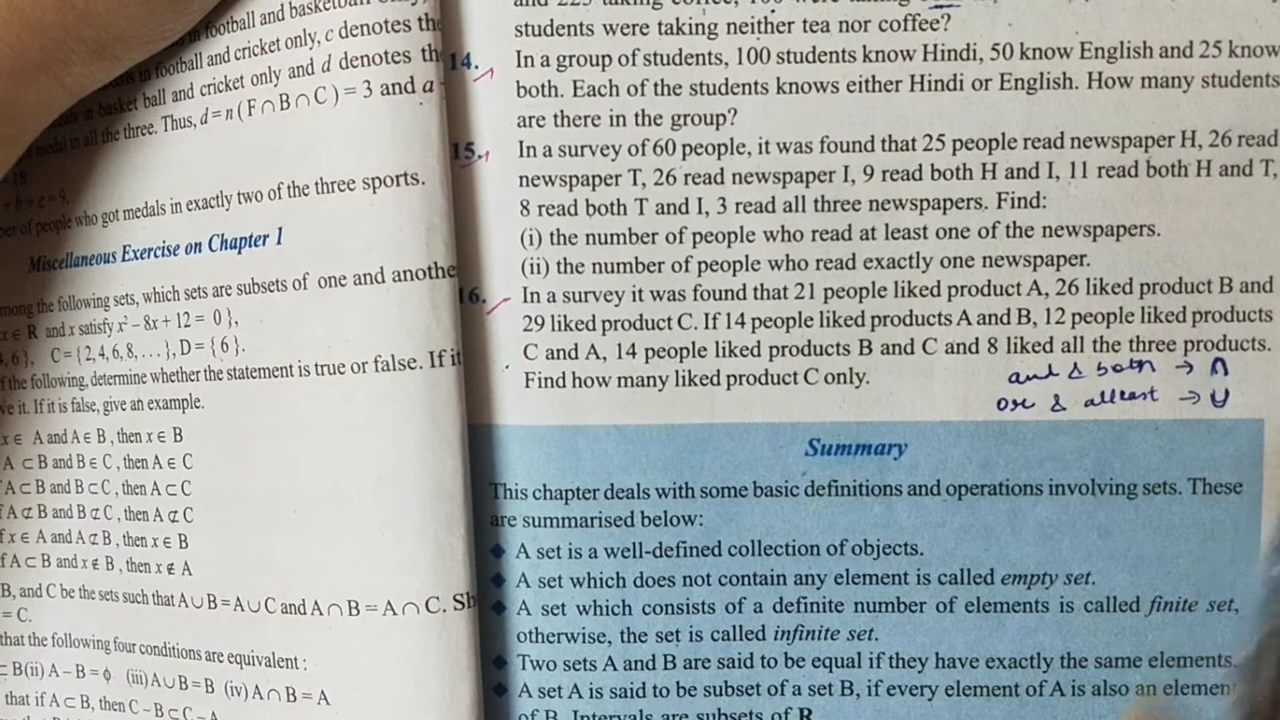 football and basketball
in football and cricket only, c denotes the
in basket ball and cricket only and d denotes th
medal in all the three. Thus, d = n ( F ∩ B ∩ C ) = 3 and a
18
+ b + c = 9,
of people who got medals in exactly two of the three sports.
Miscellaneous Exercise on Chapter 1
mong the following sets, which sets are subsets of one and anothe
x ∈ R and x satisfy x² – 8x + 12 = 0 },
6}, C = { 2, 4, 6, 8, . . . }, D = { 6 }.
the following, determine whether the statement is true or false. If it
ve it. If it is false, give an example.
x ∈ A and A ∈ B , then x ∈ B
A ⊂ B and B ∈ C , then A ∈ C
A ⊂ B and B ⊂ C , then A ⊂ C
A ⊄ B and B ⊄ C , then A ⊄ C
f x ∈ A and A ⊄ B , then x ∈ B
f A ⊂ B and x ∉ B , then x ∉ A
B, and C be the sets such that A ∪ B = A ∪ C and A ∩ B = A ∩ C. Sh
= C.
that the following four conditions are equivalent :
B(ii) A – B = ϕ (iii) A ∪ B = B (iv) A ∩ B = A
that if A ⊂ B, then C – B ⊂ C – A
students were taking neither tea nor coffee?
14. In a group of students, 100 students know Hindi, 50 know English and 25 know
both. Each of the students knows either Hindi or English. How many students
are there in the group?
15. In a survey of 60 people, it was found that 25 people read newspaper H, 26 read
newspaper T, 26 read newspaper I, 9 read both H and I, 11 read both H and T,
8 read both T and I, 3 read all three newspapers. Find:
(i) the number of people who read at least one of the newspapers.
(ii) the number of people who read exactly one newspaper.
16. In a survey it was found that 21 people liked product A, 26 liked product B and
29 liked product C. If 14 people liked products A and B, 12 people liked products
C and A, 14 people liked products B and C and 8 liked all the three products.
Find how many liked product C only.
and & both → ∩
or & atleast → ∪
Summary
This chapter deals with some basic definitions and operations involving sets. These
are summarised below:
◆ A set is a well-defined collection of objects.
◆ A set which does not contain any element is called empty set.
◆ A set which consists of a definite number of elements is called finite set,
otherwise, the set is called infinite set.
◆ Two sets A and B are said to be equal if they have exactly the same elements.
◆ A set A is said to be subset of a set B, if every element of A is also an elemen
of B. Intervals are subsets of R